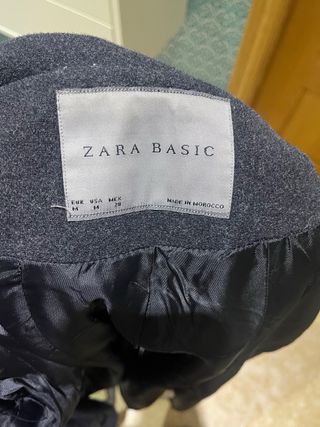 ZARA BASIC
EUR USA MEX
M M 28
MADE IN MOROCCO